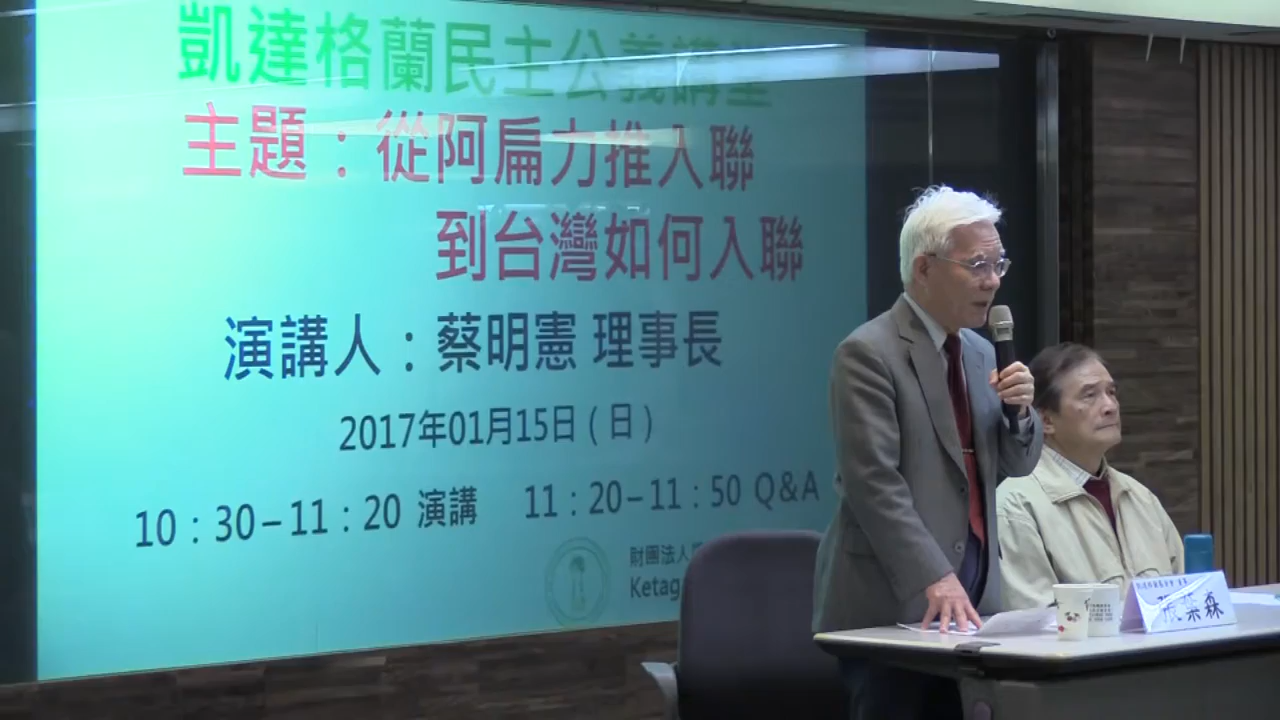 凱達格蘭民主公義講堂
主題：從阿扁力推入聯
到台灣如何入聯
演講人：蔡明憲 理事長
2017年01月15日（日）
10：30－11：20 演講 11：20－11：50 Q&A
財團法人
Ketag
張葉森